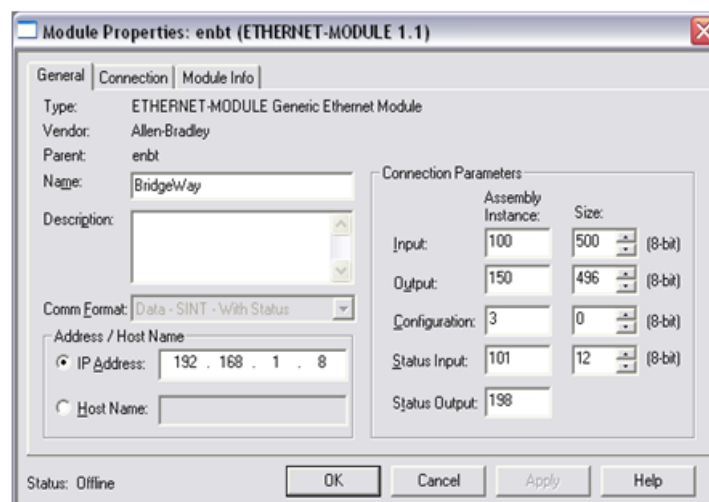 Module Properties: enbt (ETHERNET-MODULE 1.1)
General Connection Module Info
Type: ETHERNET-MODULE Generic Ethernet Module
Vendor: Allen-Bradley
Parent: enbt
Name: BridgeWay
Description:
Comm Format: Data - SINT - With Status
Address / Host Name
IP Address: 192 . 168 . 1 . 8
Host Name:
Connection Parameters
Assembly
Instance: Size:
Input: 100 500 (8-bit)
Output: 150 496 (8-bit)
Configuration: 3 0 (8-bit)
Status Input: 101 12 (8-bit)
Status Output: 198
Status: Offline OK Cancel Apply Help